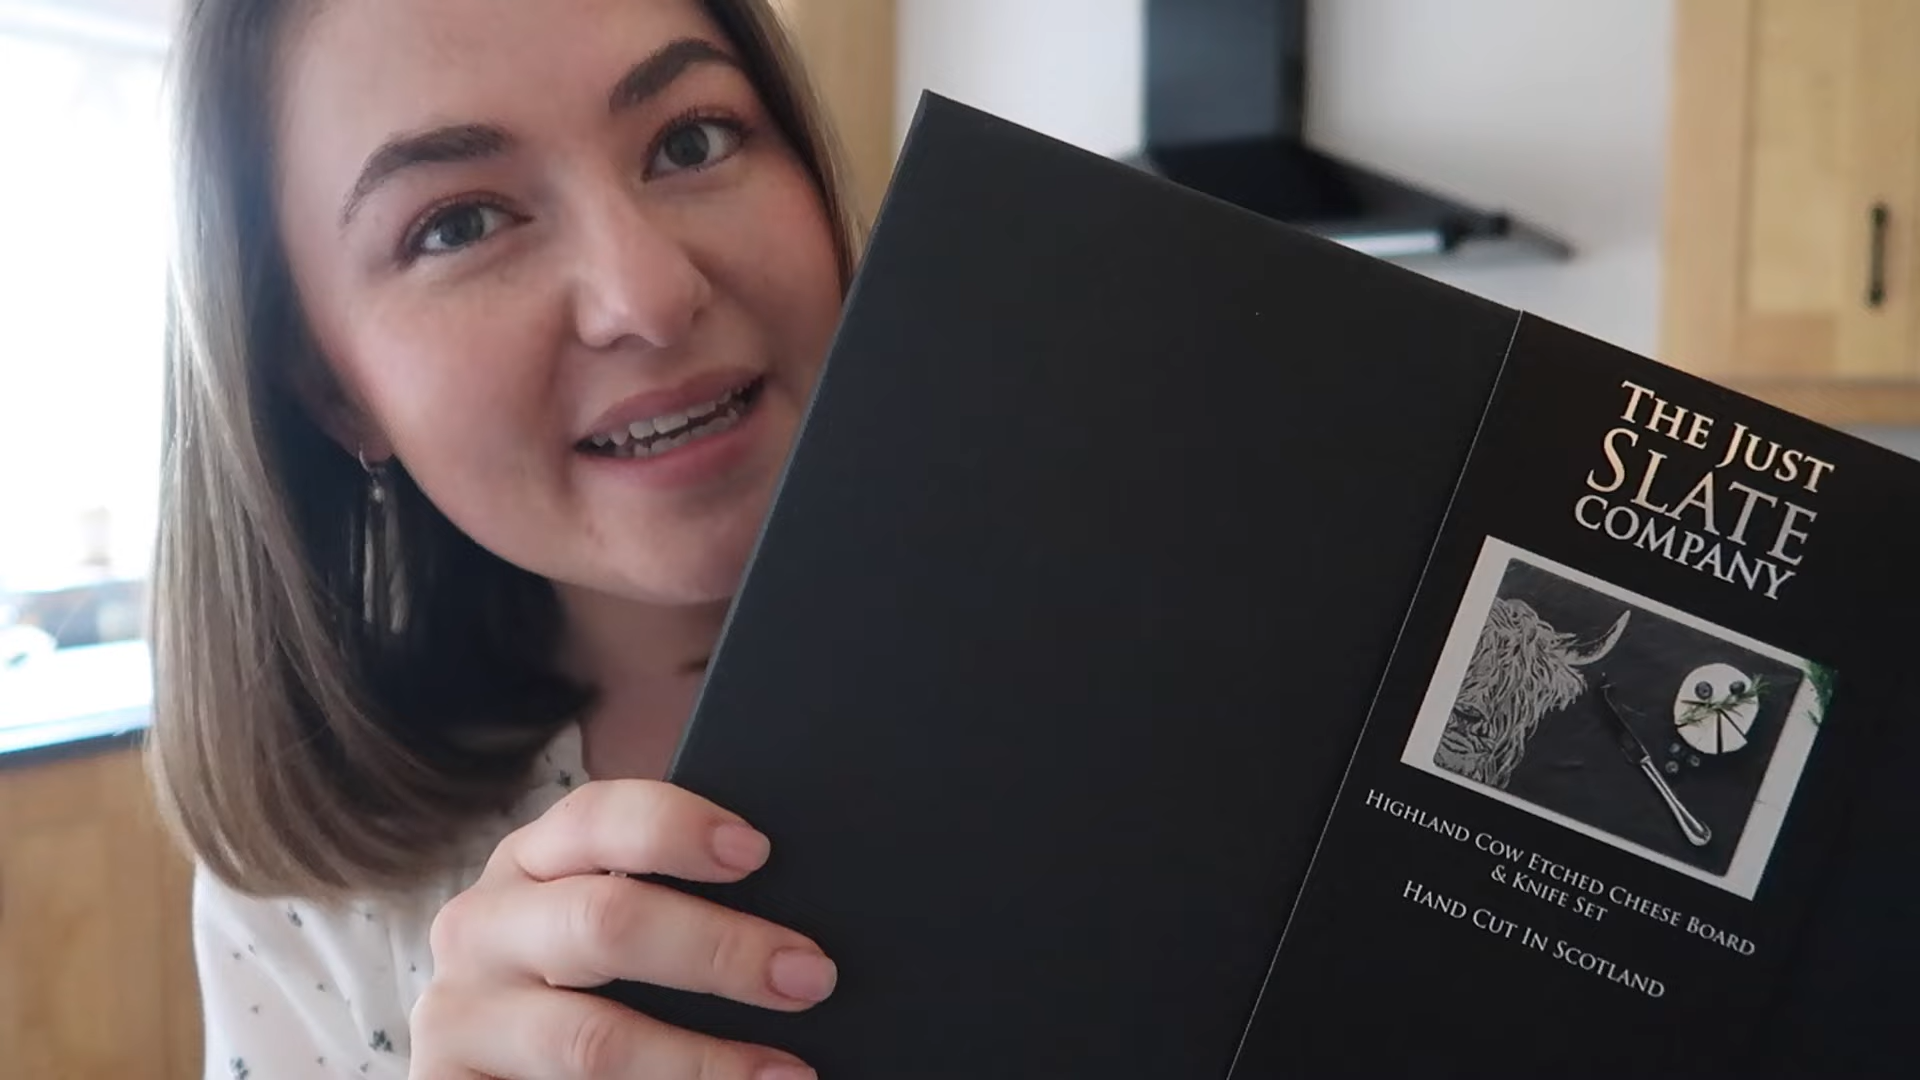 THE JUST
SLATE
COMPANY
HIGHLAND COW ETCHED CHEESE BOARD
& KNIFE SET
HAND CUT IN SCOTLAND